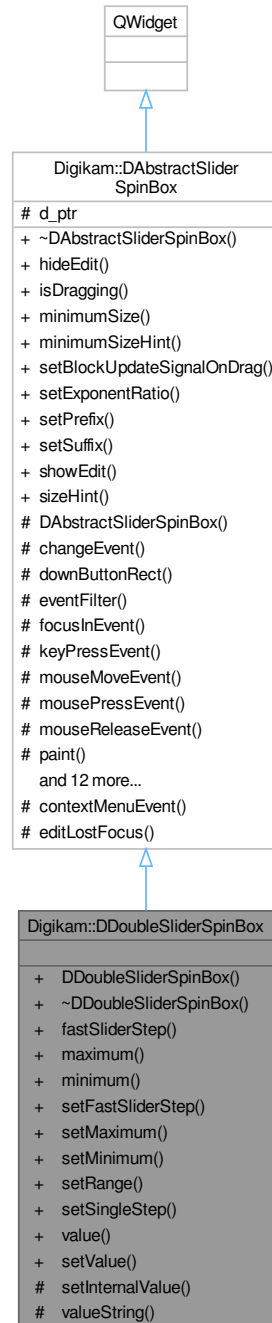 QWidget
Digikam::DAbstractSlider
SpinBox
# d_ptr
+ ~DAbstractSliderSpinBox()
+ hideEdit()
+ isDragging()
+ minimumSize()
+ minimumSizeHint()
+ setBlockUpdateSignalOnDrag()
+ setExponentRatio()
+ setPrefix()
+ setSuffix()
+ showEdit()
+ sizeHint()
# DAbstractSliderSpinBox()
# changeEvent()
# downButtonRect()
# eventFilter()
# focusInEvent()
# keyPressEvent()
# mouseMoveEvent()
# mousePressEvent()
# mouseReleaseEvent()
# paint()
and 12 more...
# contextMenuEvent()
# editLostFocus()
Digikam::DDoubleSliderSpinBox
+ DDoubleSliderSpinBox()
+ ~DDoubleSliderSpinBox()
+ fastSliderStep()
+ maximum()
+ minimum()
+ setFastSliderStep()
+ setMaximum()
+ setMinimum()
+ setRange()
+ setSingleStep()
+ value()
+ setValue()
# setInternalValue()
# valueString()